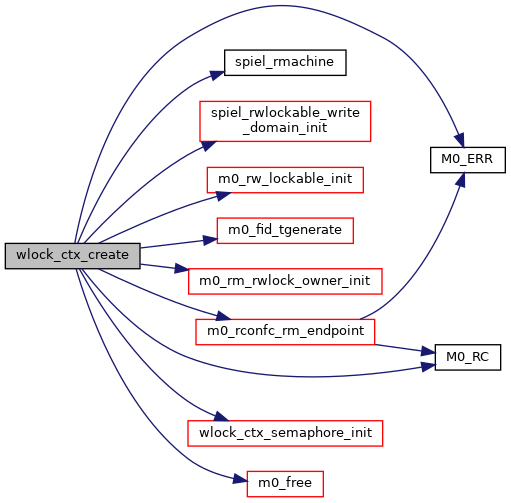 wlock_ctx_create
spiel_rmachine
spiel_rwlockable_write
_domain_init
m0_rw_lockable_init
m0_fid_tgenerate
m0_rm_rwlock_owner_init
m0_rconfc_rm_endpoint
wlock_ctx_semaphore_init
m0_free
M0_ERR
M0_RC